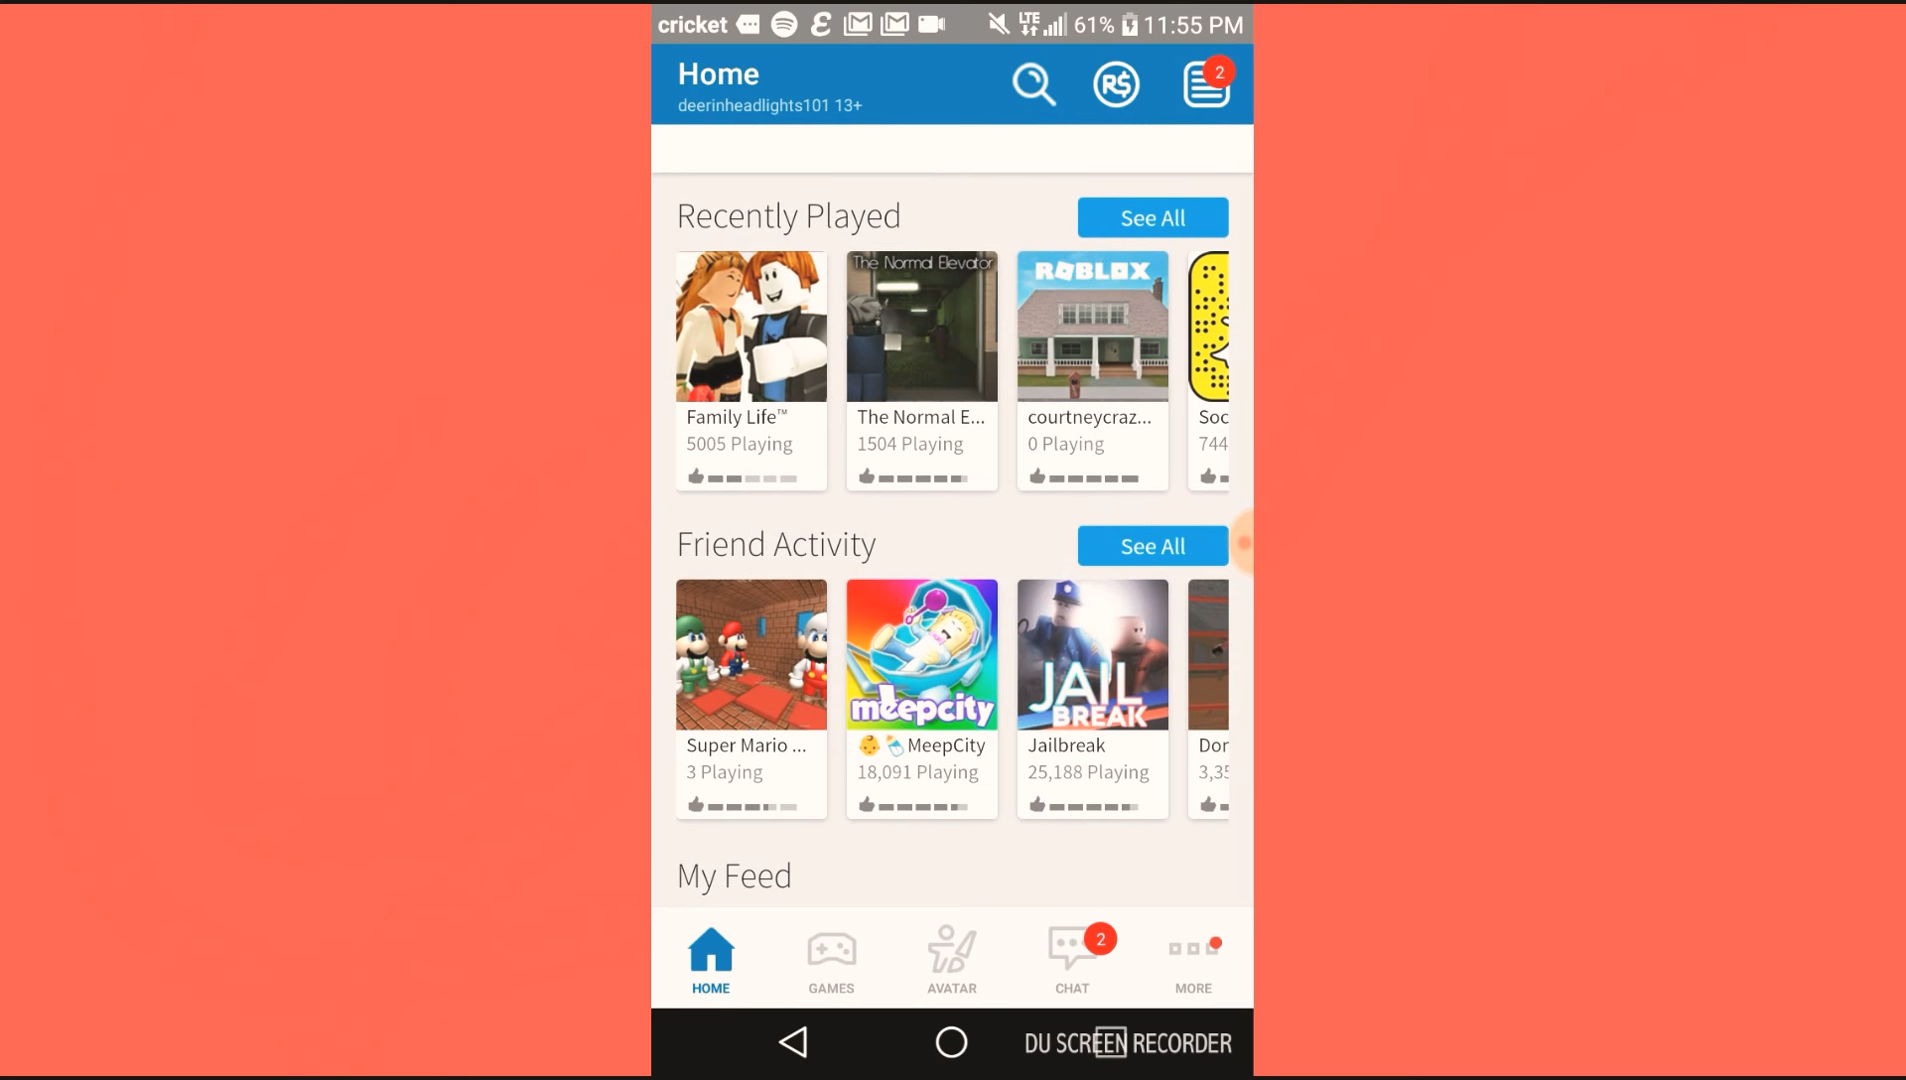 cricket LTE 61% 11:55 PM
Home
deerinheadlights101 13+
R$
2
Recently Played
See All
The Normal Elevator
ROBLOX
Family Life™
The Normal E...
courtneycraz...
Soc
5005 Playing
1504 Playing
0 Playing
744
Friend Activity
See All
meepcity
JAIL
BREAK
Super Mario ...
👶🍼MeepCity
Jailbreak
Dor
3 Playing
18,091 Playing
25,188 Playing
3,35
My Feed
2
HOME
GAMES
AVATAR
CHAT
MORE
DU SCREEN RECORDER